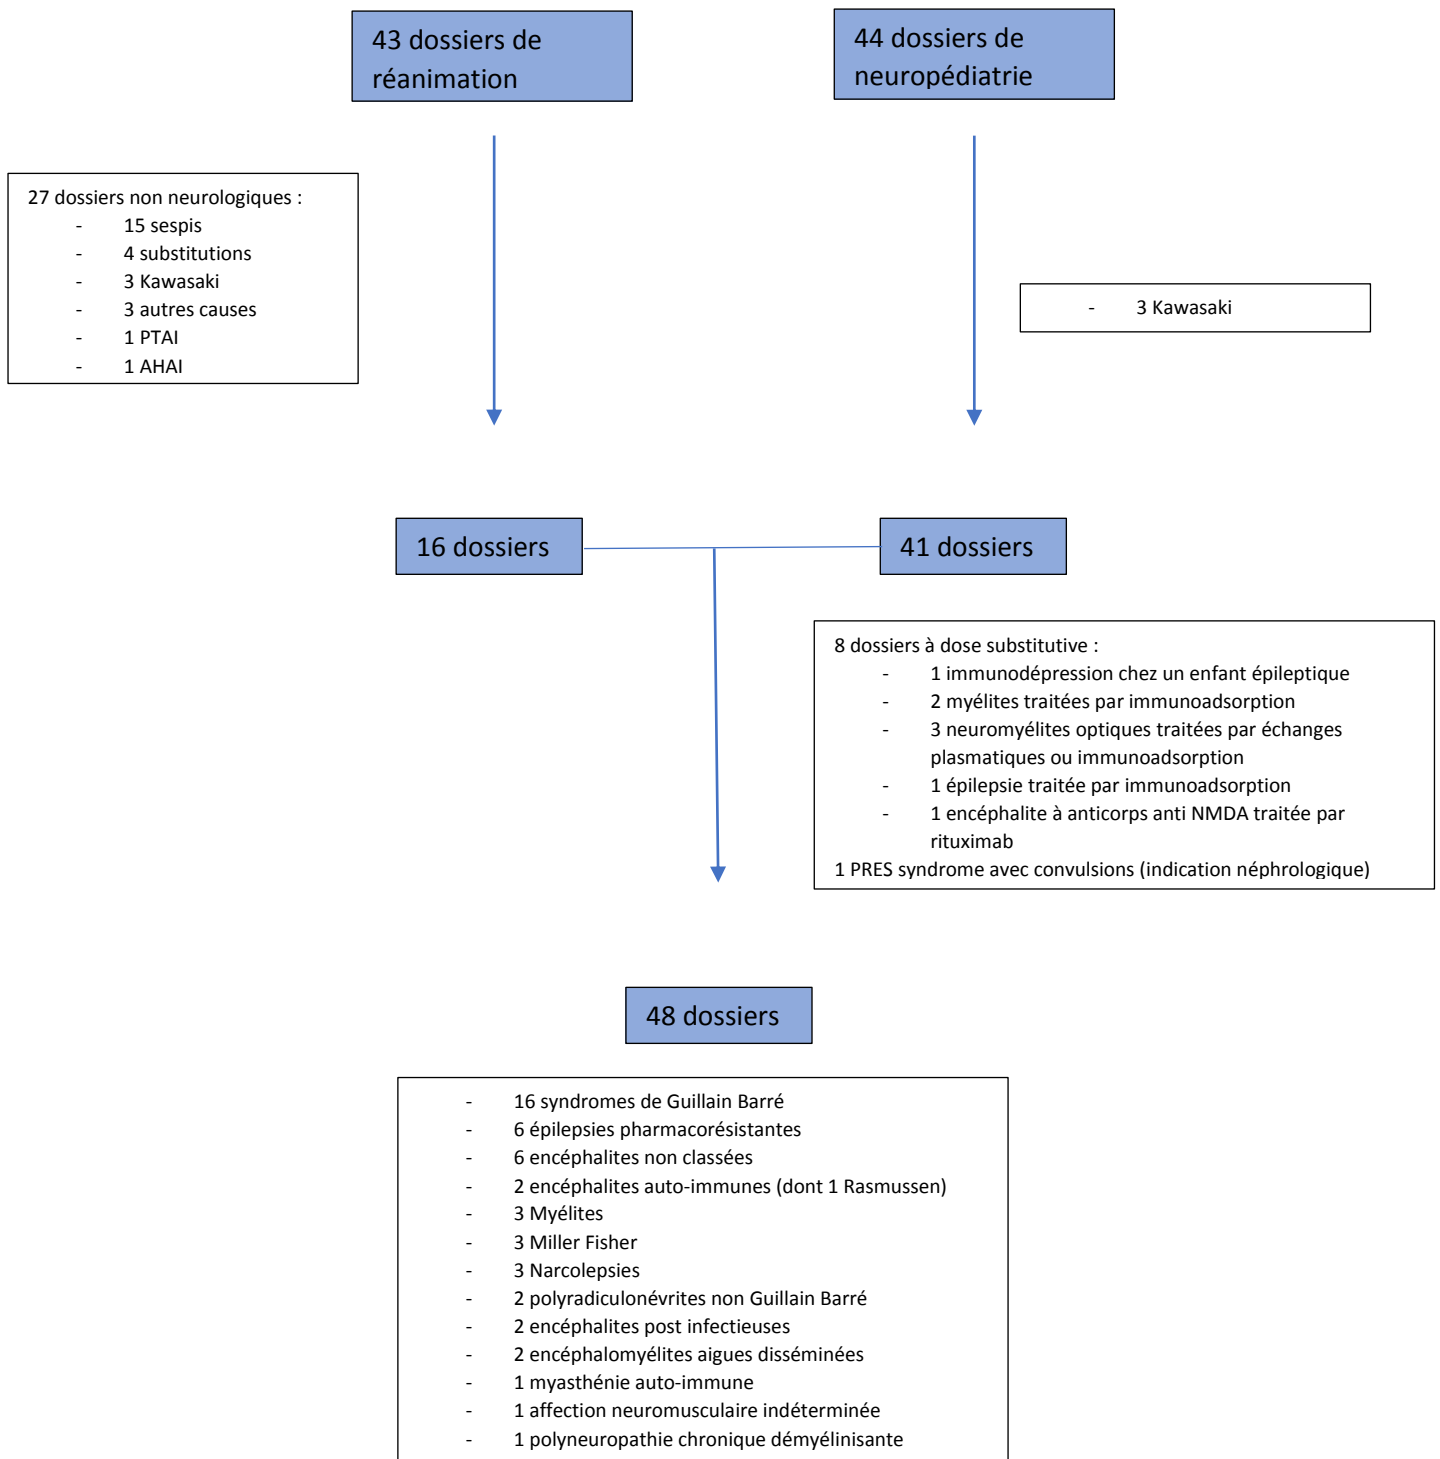 43 dossiers de
réanimation
44 dossiers de
neuropédiatrie
27 dossiers non neurologiques :
- 15 sespis
- 4 substitutions
- 3 Kawasaki
- 3 autres causes
- 1 PTAI
- 1 AHAI
- 3 Kawasaki
16 dossiers
41 dossiers
8 dossiers à dose substitutive :
- 1 immunodépression chez un enfant épileptique
- 2 myélites traitées par immunoadsorption
- 3 neuromyélites optiques traitées par échanges
plasmatiques ou immunoadsorption
- 1 épilepsie traitée par immunoadsorption
- 1 encéphalite à anticorps anti NMDA traitée par
rituximab
1 PRES syndrome avec convulsions (indication néphrologique)
48 dossiers
- 16 syndromes de Guillain Barré
- 6 épilepsies pharmacorésistantes
- 6 encéphalites non classées
- 2 encéphalites auto-immunes (dont 1 Rasmussen)
- 3 Myélites
- 3 Miller Fisher
- 3 Narcolepsies
- 2 polyradiculonévrites non Guillain Barré
- 2 encéphalites post infectieuses
- 2 encéphalomyélites aigues disséminées
- 1 myasthénie auto-immune
- 1 affection neuromusculaire indéterminée
- 1 polyneuropathie chronique démyélinisante